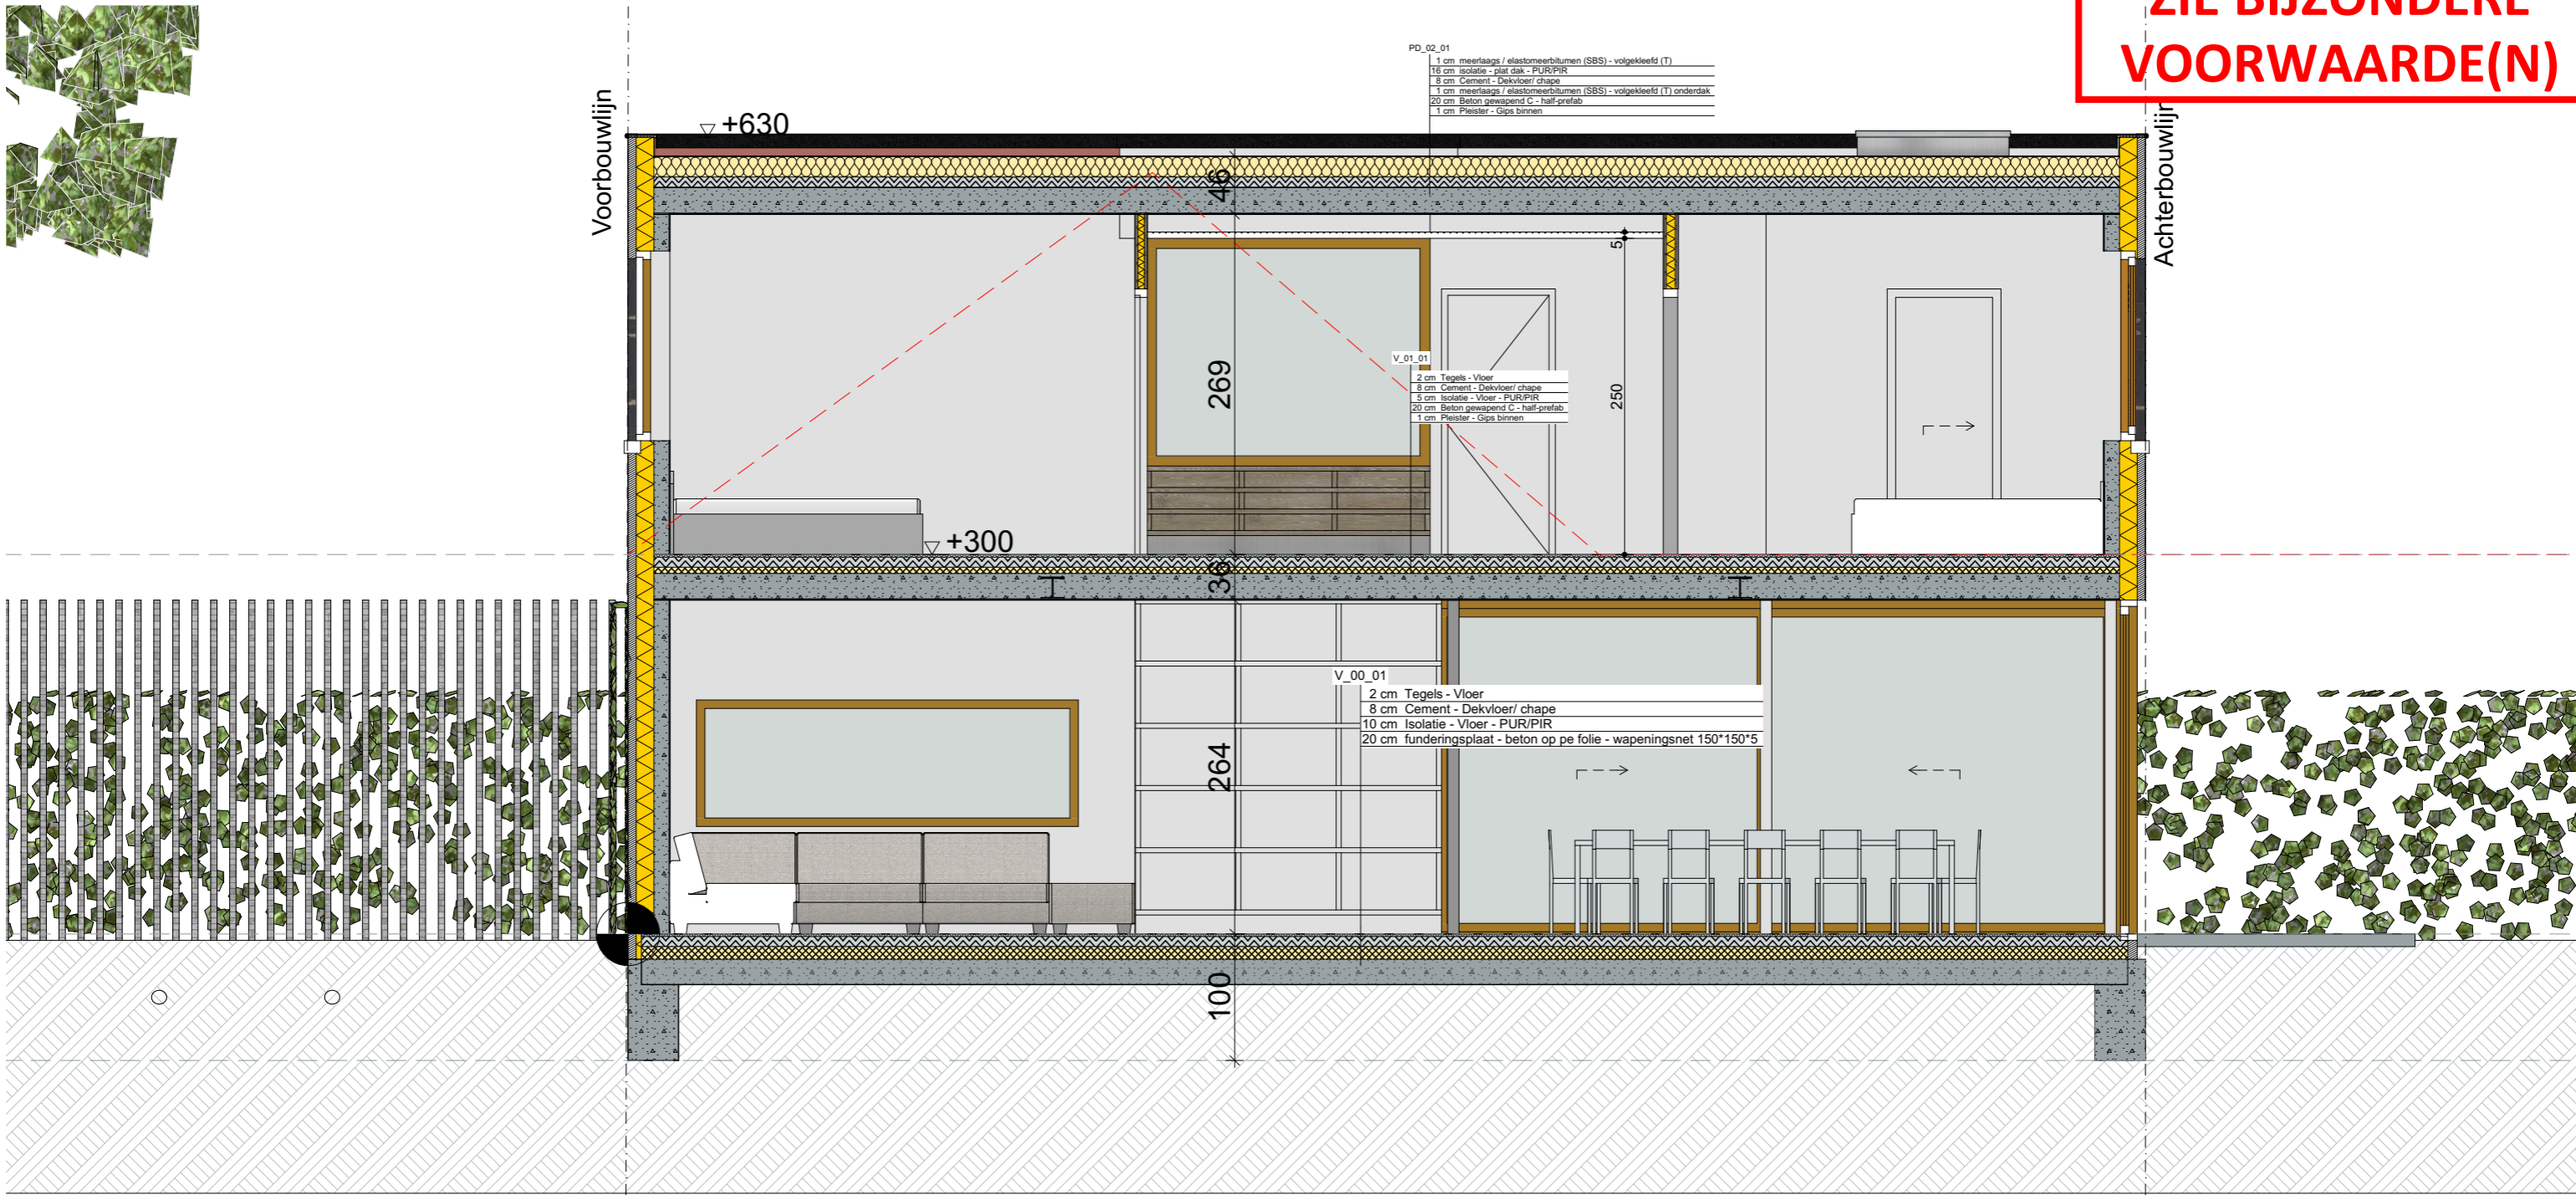 ZIE BIJZONDERE
VOORWAARDE(N)
PD_02_01
1 cm meerlaags / elastomeerbitumen (SBS) - volgekleefd (T)
16 cm isolatie - plat dak - PUR/PIR
8 cm Cement - Dekvloer/ chape
1 cm meerlaags / elastomeerbitumen (SBS) - volgekleefd (T) onderdak
20 cm Beton gewapend C - half-prefab
1 cm Pleister - Gips binnen
Voorbouwlijn
+630
Achterbouwlijn
46
5
269
250
V_01_01
2 cm Tegels - Vloer
8 cm Cement - Dekvloer/ chape
5 cm Isolatie - Vloer - PUR/PIR
20 cm Beton gewapend C - half-prefab
1 cm Pleister - Gips binnen
+300
36
V_00_01
2 cm Tegels - Vloer
8 cm Cement - Dekvloer/ chape
10 cm Isolatie - Vloer - PUR/PIR
20 cm funderingsplaat - beton op pe folie - wapeningsnet 150*150*5
264
100